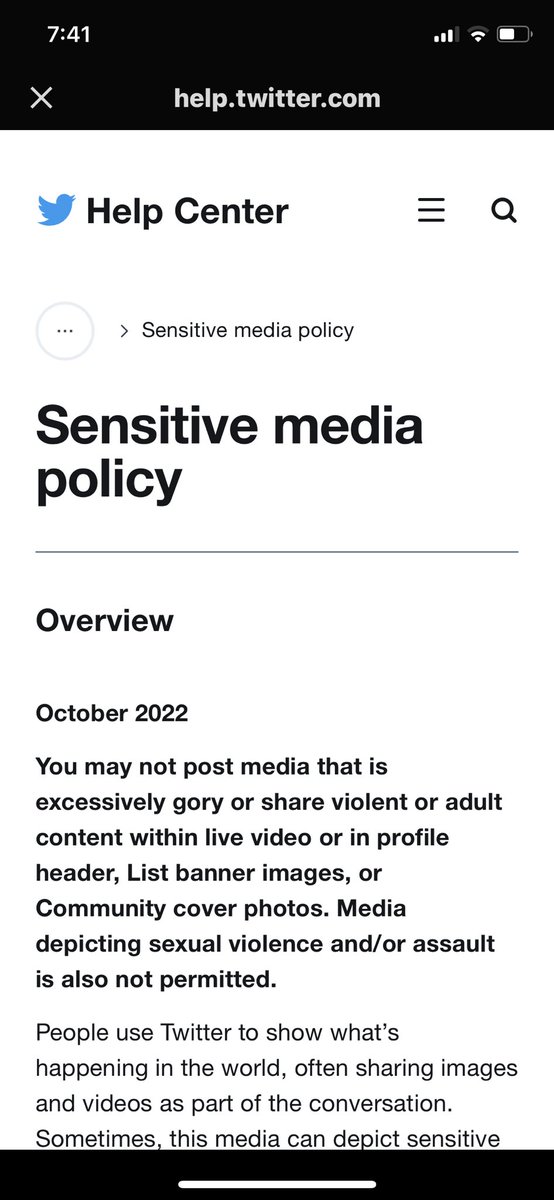 7:41
help.twitter.com
Help Center
... > Sensitive media policy
Sensitive media
policy
Overview
October 2022
You may not post media that is
excessively gory or share violent or adult
content within live video or in profile
header, List banner images, or
Community cover photos. Media
depicting sexual violence and/or assault
is also not permitted.
People use Twitter to show what’s
happening in the world, often sharing images
and videos as part of the conversation.
Sometimes, this media can depict sensitive